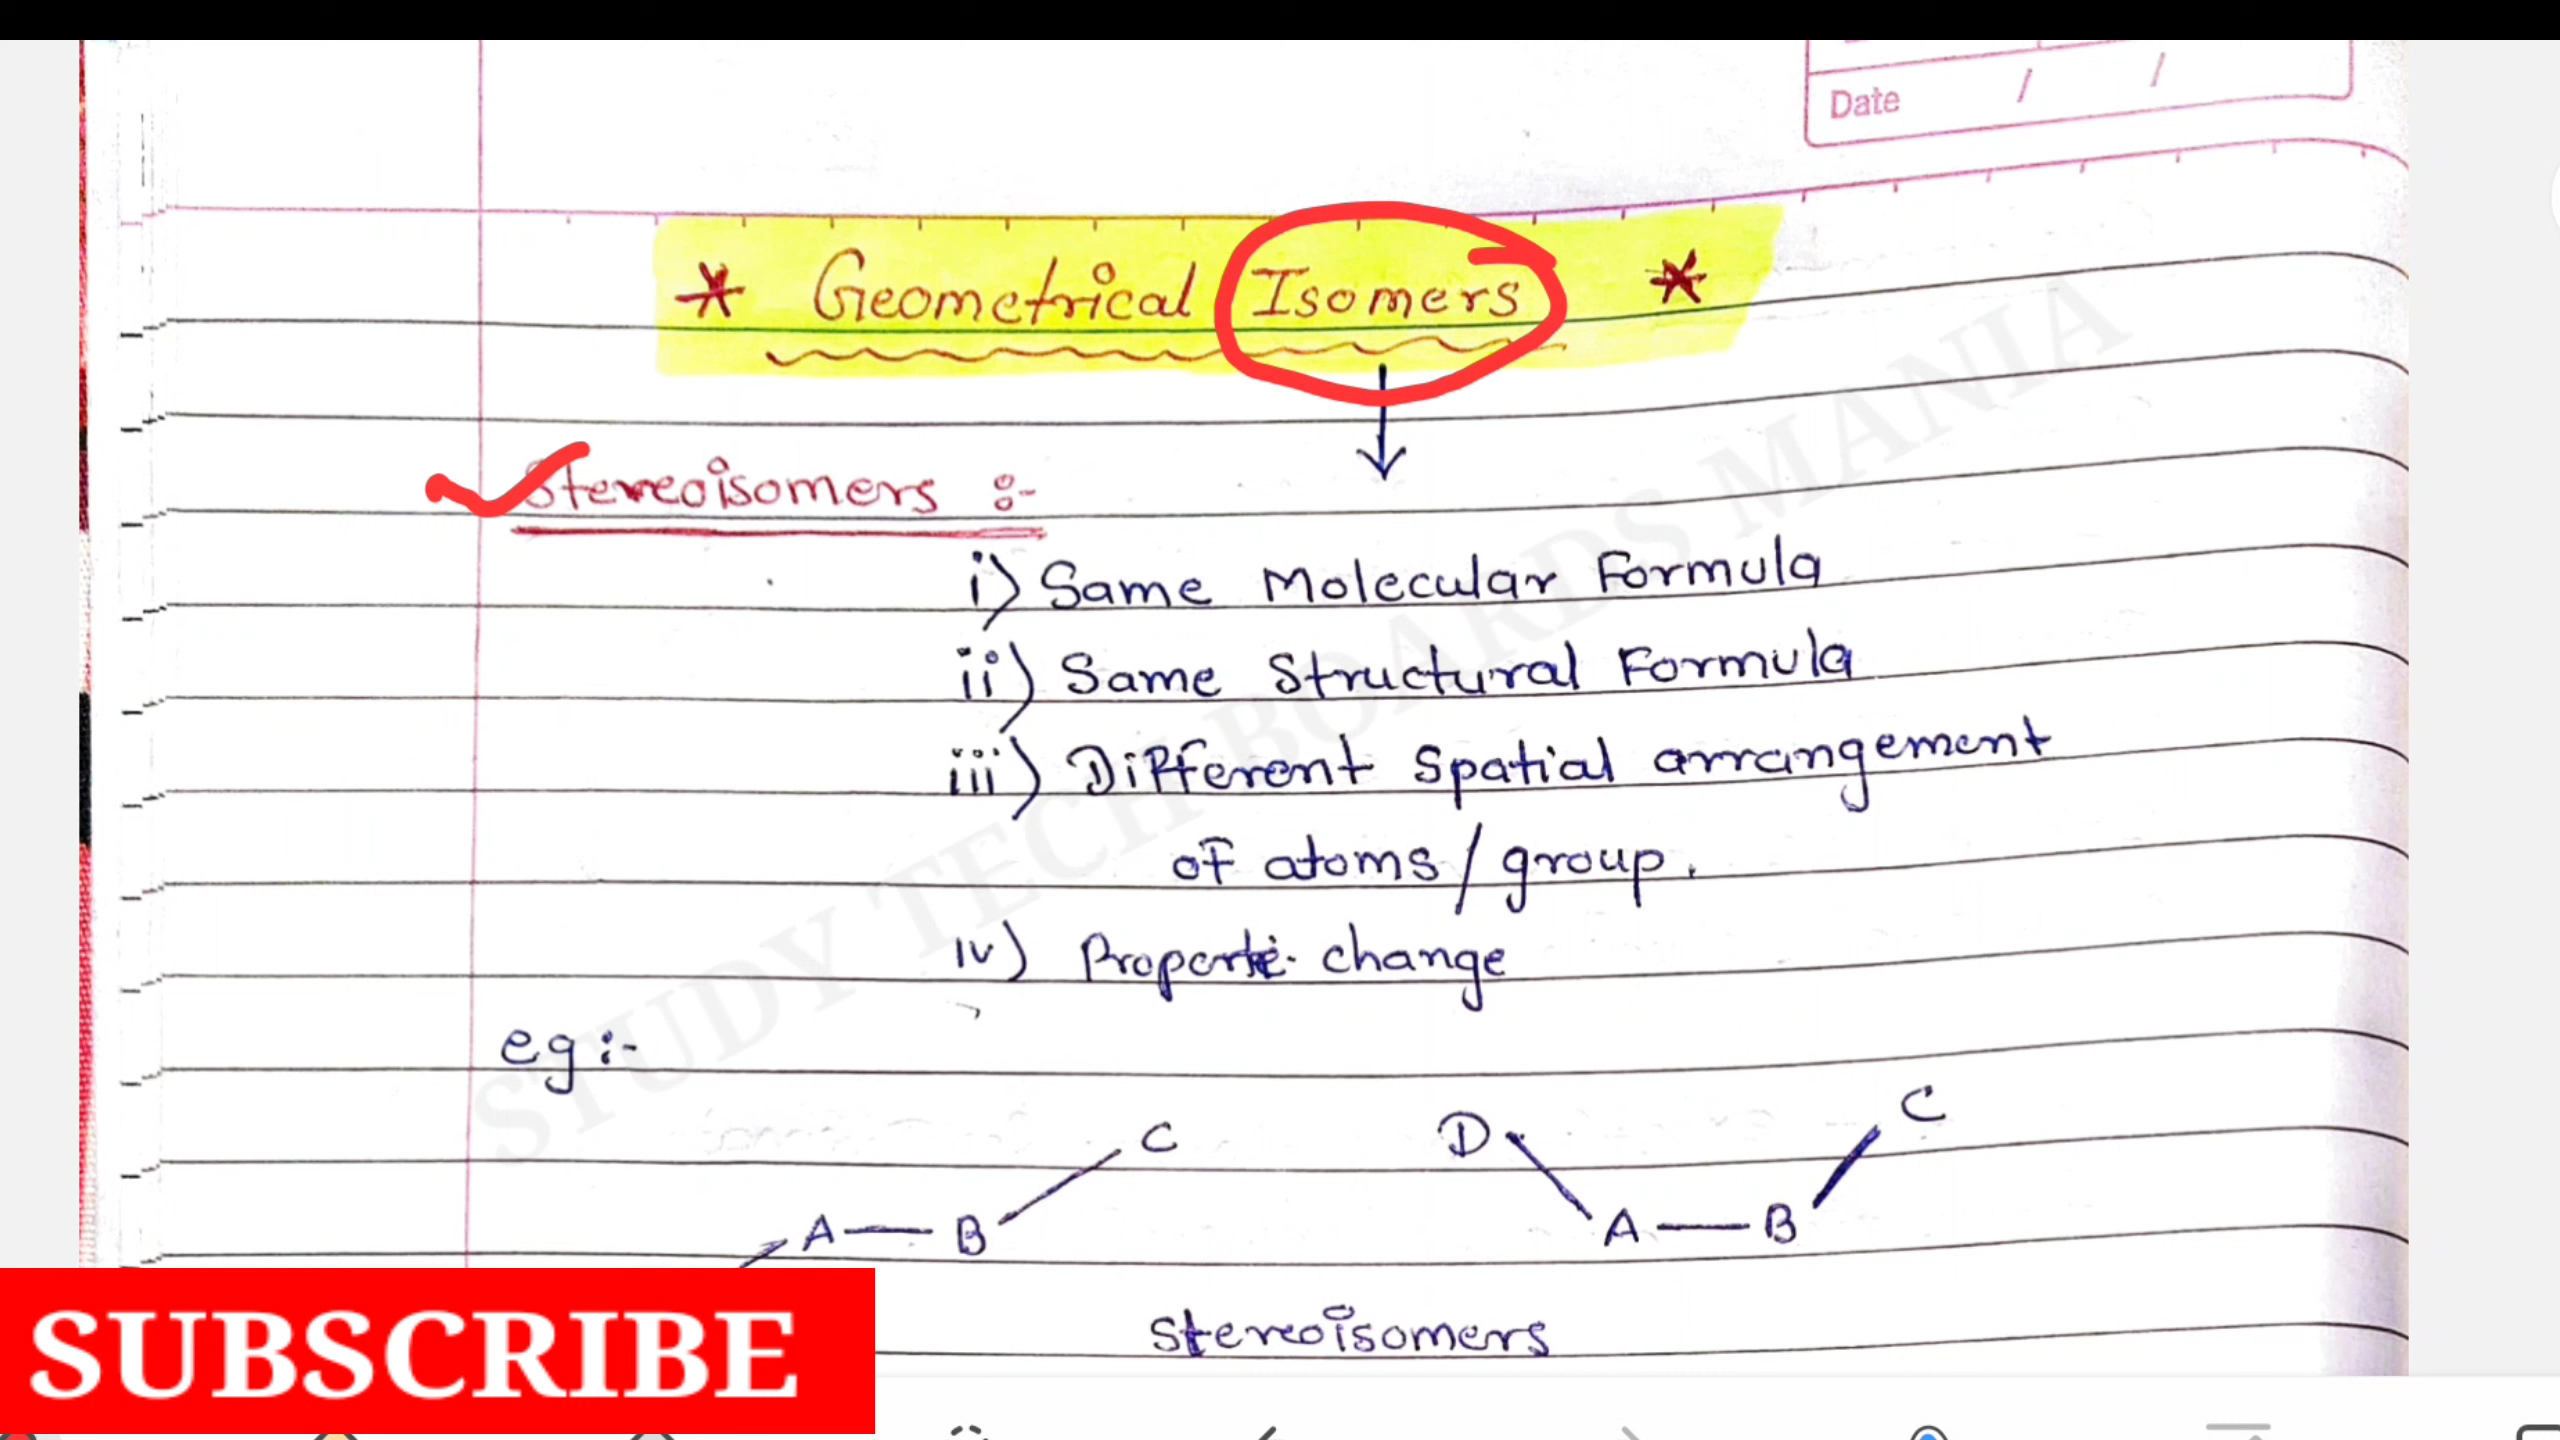 Date / /
* Geometrical Isomers *
Stereoisomers :-
i) Same Molecular Formula
ii) Same Structural Formula
iii) Different Spatial arrangement
of atoms/group.
iv) Properti. change
eg :-
C D C
A — B A — B
Stereoisomers
STUDY TECH BOARDS MANIA
SUBSCRIBE